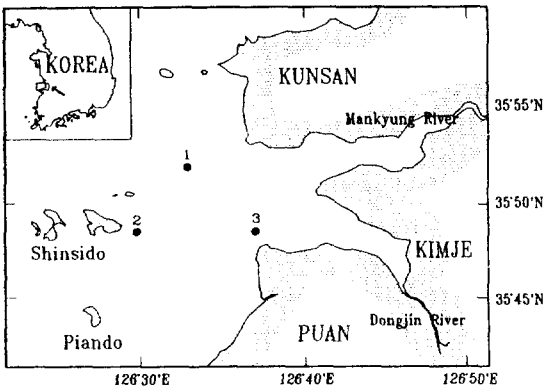 KOREA
KUNSAN
Mankyung River
35°55'N
1
35°50'N
2
3
Shinsido
KIMJE
35°45'N
Piando
PUAN
Dongjin River
126°30'E
126°40'E
126°50'E